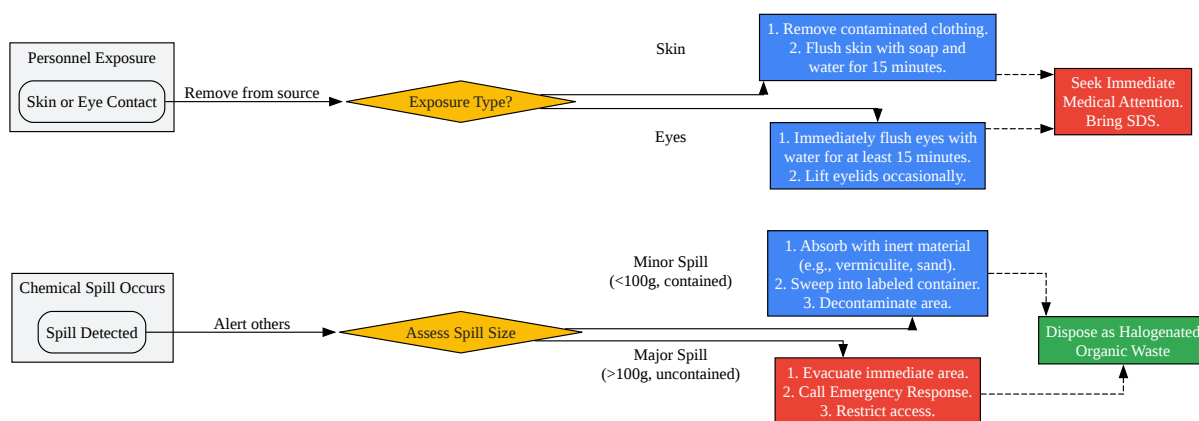 Personnel Exposure
Skin or Eye Contact
Remove from source
Exposure Type?
Skin
1. Remove contaminated clothing.
2. Flush skin with soap and
water for 15 minutes.
Eyes
1. Immediately flush eyes with
water for at least 15 minutes.
2. Lift eyelids occasionally.
Seek Immediate
Medical Attention.
Bring SDS.
Chemical Spill Occurs
Spill Detected
Alert others
Assess Spill Size
Minor Spill
(<100g, contained)
1. Absorb with inert material
(e.g., vermiculite, sand).
2. Sweep into labeled container.
3. Decontaminate area.
Major Spill
(>100g, uncontained)
1. Evacuate immediate area.
2. Call Emergency Response.
3. Restrict access.
Dispose as Halogenated
Organic Waste